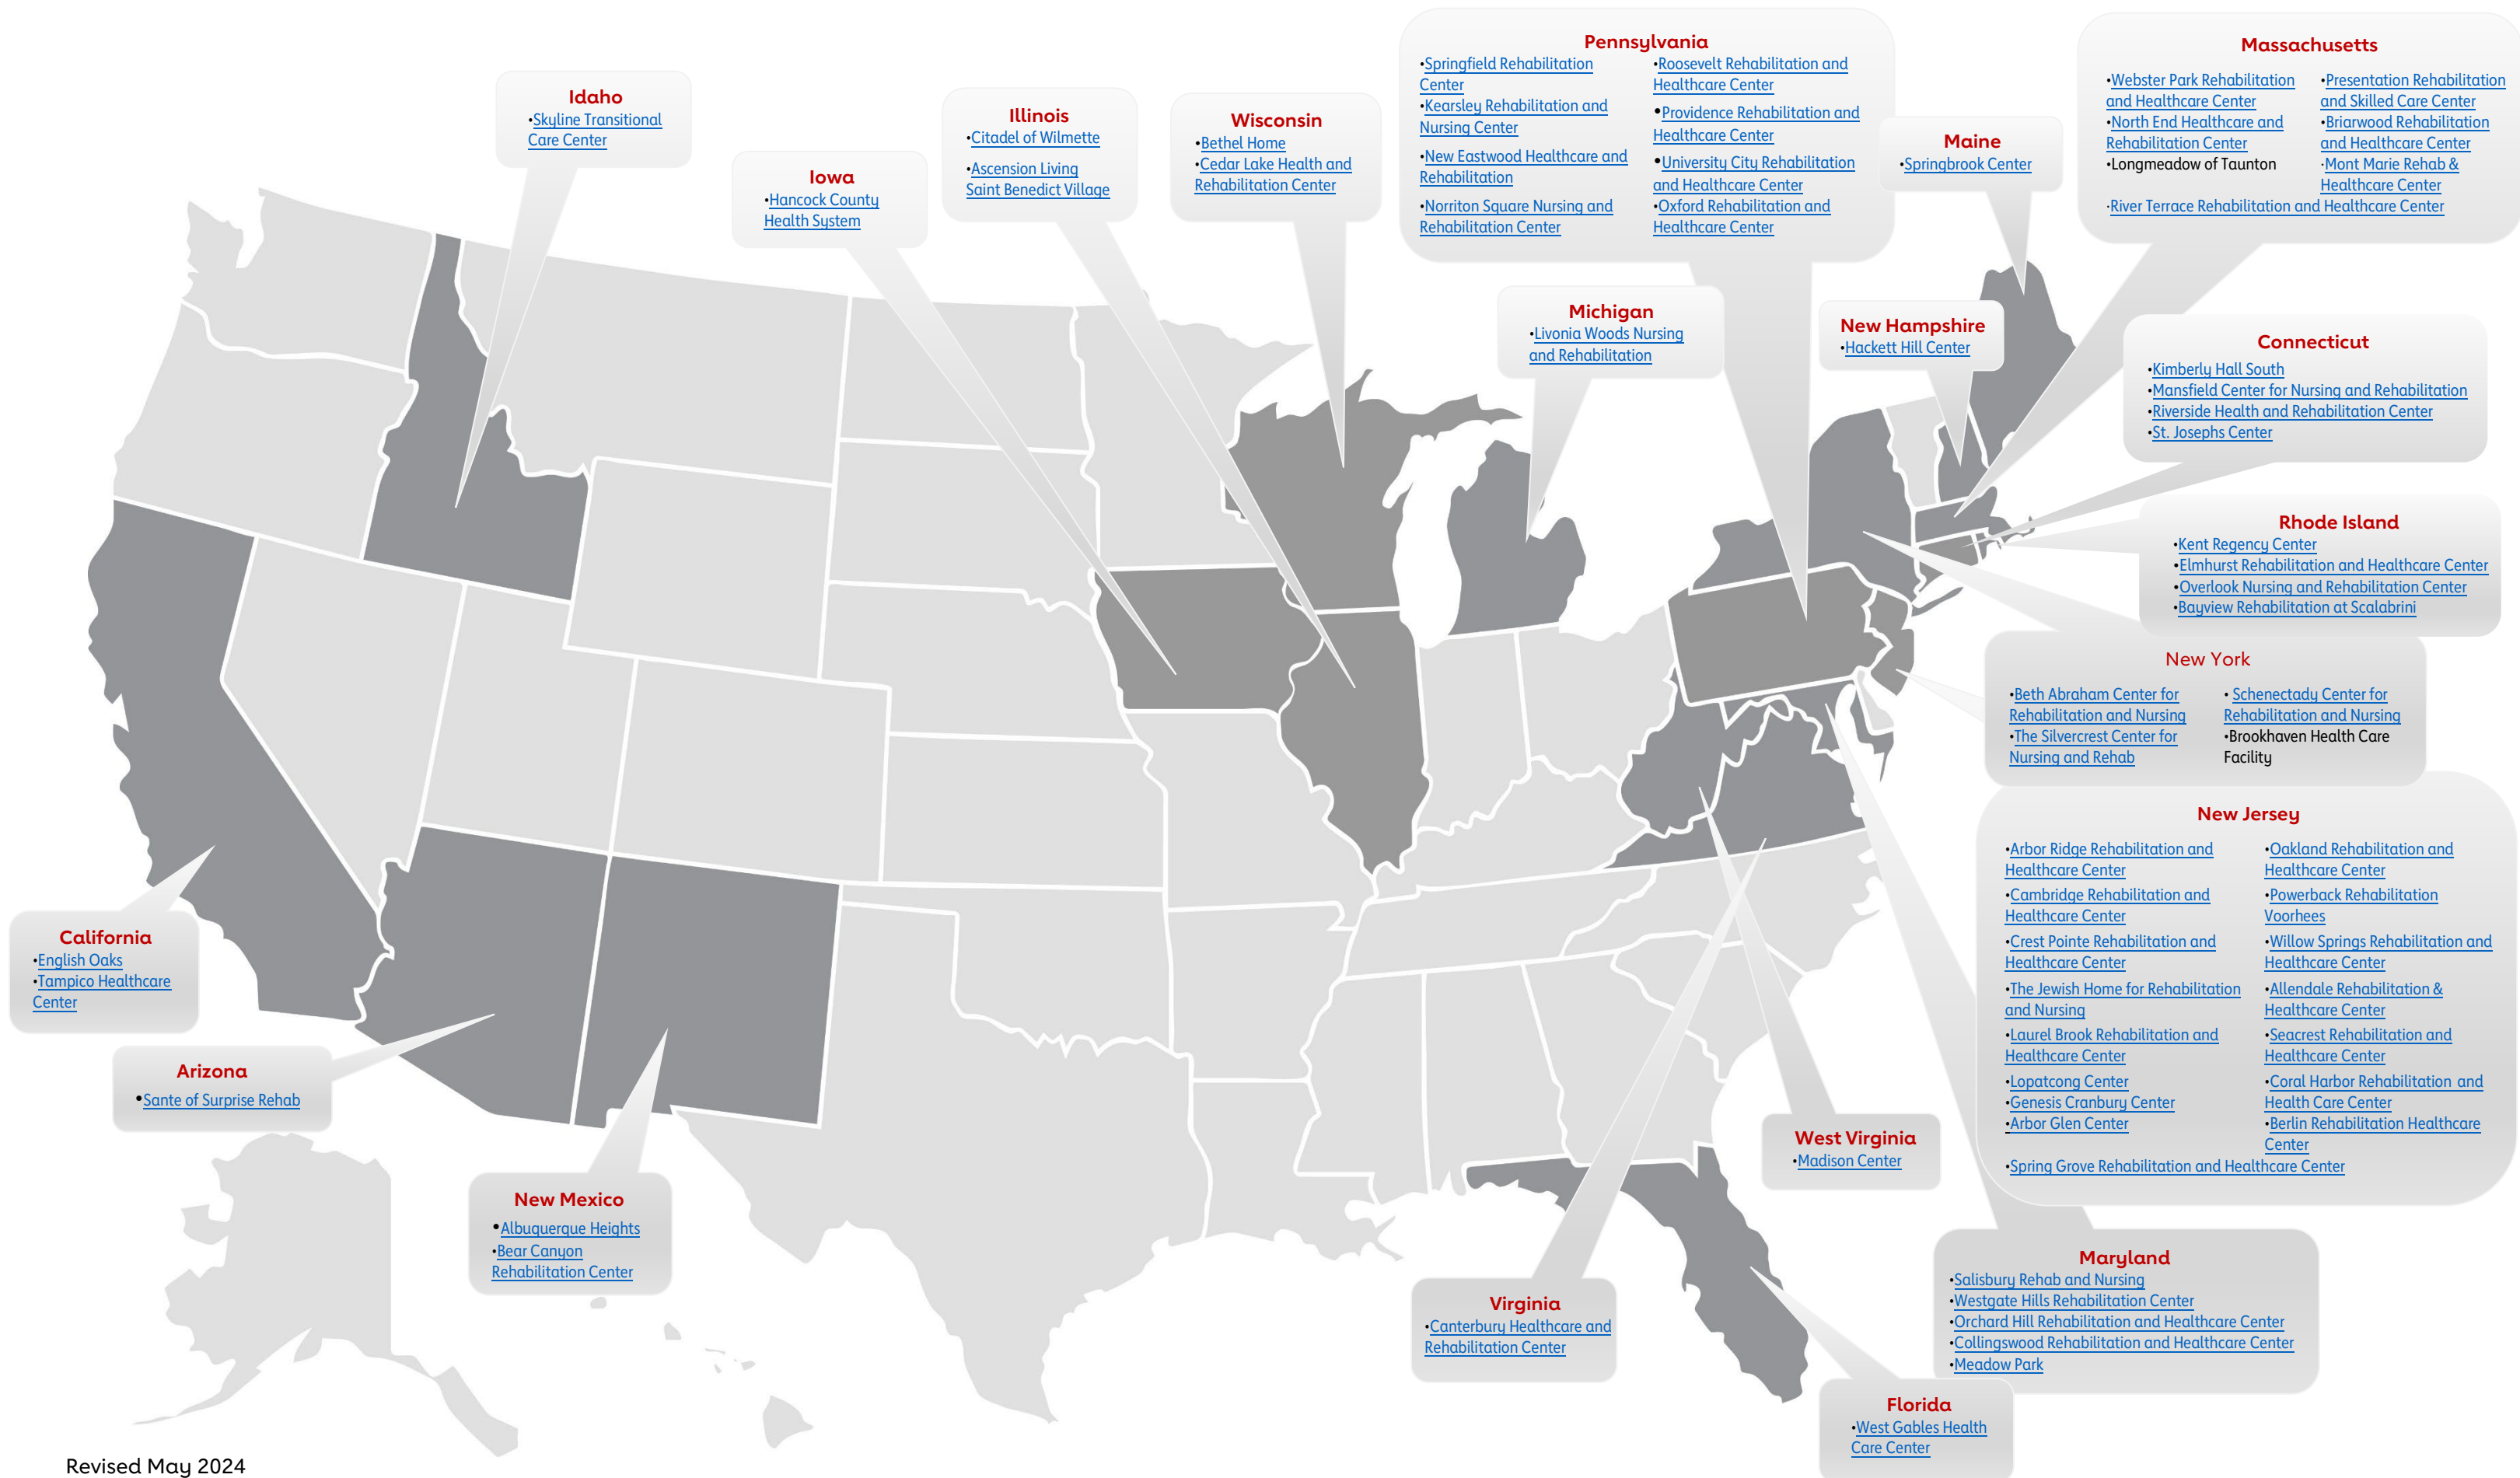 Idaho
•Skyline Transitional
Care Center
Iowa
•Hancock County
Health System
Illinois
•Citadel of Wilmette
•Ascension Living
Saint Benedict Village
Wisconsin
•Bethel Home
•Cedar Lake Health and
Rehabilitation Center
Pennsylvania
•Springfield Rehabilitation
Center
•Kearsley Rehabilitation and
Nursing Center
•New Eastwood Healthcare and
Rehabilitation
•Norriton Square Nursing and
Rehabilitation Center
•Roosevelt Rehabilitation and
Healthcare Center
•Providence Rehabilitation and
Healthcare Center
•University City Rehabilitation
and Healthcare Center
•Oxford Rehabilitation and
Healthcare Center
Maine
•Springbrook Center
Massachusetts
•Webster Park Rehabilitation
and Healthcare Center
•North End Healthcare and
Rehabilitation Center
•Longmeadow of Taunton
•Presentation Rehabilitation
and Skilled Care Center
•Briarwood Rehabilitation
and Healthcare Center
·Mont Marie Rehab &
Healthcare Center
·River Terrace Rehabilitation and Healthcare Center
Michigan
•Livonia Woods Nursing
and Rehabilitation
New Hampshire
•Hackett Hill Center
Connecticut
•Kimberly Hall South
•Mansfield Center for Nursing and Rehabilitation
•Riverside Health and Rehabilitation Center
•St. Josephs Center
Rhode Island
•Kent Regency Center
•Elmhurst Rehabilitation and Healthcare Center
•Overlook Nursing and Rehabilitation Center
•Bayview Rehabilitation at Scalabrini
New York
•Beth Abraham Center for
Rehabilitation and Nursing
•The Silvercrest Center for
Nursing and Rehab
• Schenectady Center for
Rehabilitation and Nursing
•Brookhaven Health Care
Facility
New Jersey
•Arbor Ridge Rehabilitation and
Healthcare Center
•Cambridge Rehabilitation and
Healthcare Center
•Crest Pointe Rehabilitation and
Healthcare Center
•The Jewish Home for Rehabilitation
and Nursing
•Laurel Brook Rehabilitation and
Healthcare Center
•Lopatcong Center
•Genesis Cranbury Center
•Arbor Glen Center
•Oakland Rehabilitation and
Healthcare Center
•Powerback Rehabilitation
Voorhees
•Willow Springs Rehabilitation and
Healthcare Center
•Allendale Rehabilitation &
Healthcare Center
•Seacrest Rehabilitation and
Healthcare Center
•Coral Harbor Rehabilitation and
Health Care Center
•Berlin Rehabilitation Healthcare
Center
•Spring Grove Rehabilitation and Healthcare Center
California
•English Oaks
•Tampico Healthcare
Center
Arizona
•Sante of Surprise Rehab
New Mexico
•Albuquerque Heights
•Bear Canyon
Rehabilitation Center
West Virginia
•Madison Center
Virginia
•Canterbury Healthcare and
Rehabilitation Center
Maryland
•Salisbury Rehab and Nursing
•Westgate Hills Rehabilitation Center
•Orchard Hill Rehabilitation and Healthcare Center
•Collingswood Rehabilitation and Healthcare Center
•Meadow Park
Florida
•West Gables Health
Care Center
Revised May 2024